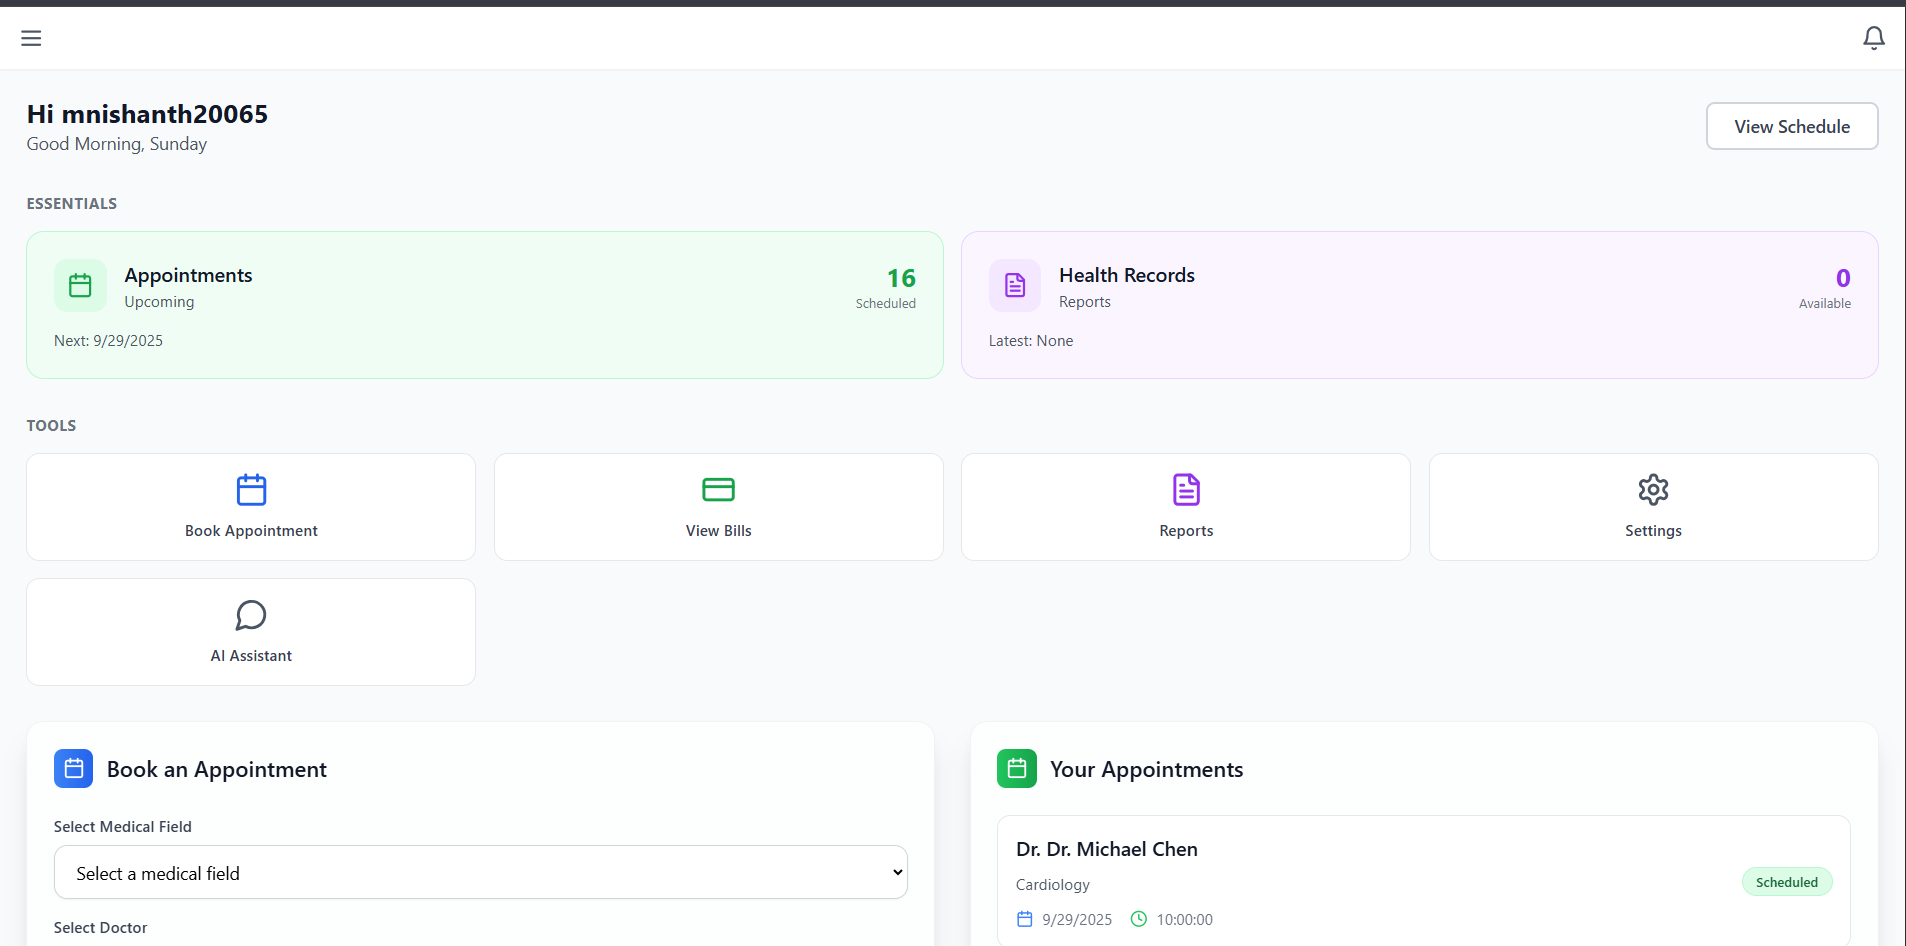 Hi mnishanth20065
Good Morning, Sunday
View Schedule
ESSENTIALS
Appointments
Upcoming
16
Scheduled
Next: 9/29/2025
Health Records
Reports
0
Available
Latest: None
TOOLS
Book Appointment
View Bills
Reports
Settings
AI Assistant
Book an Appointment
Select Medical Field
Select a medical field
Select Doctor
Your Appointments
Dr. Dr. Michael Chen
Cardiology
Scheduled
9/29/2025 10:00:00